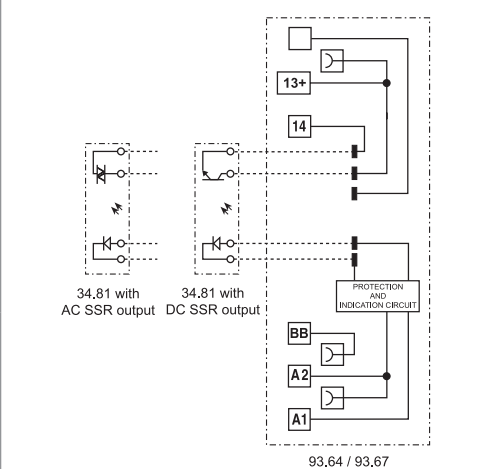 13+
14
34.81 with
AC SSR output
34.81 with
DC SSR output
PROTECTION
AND
INDICATION CIRCUIT
BB
A2
A1
93.64 / 93.67